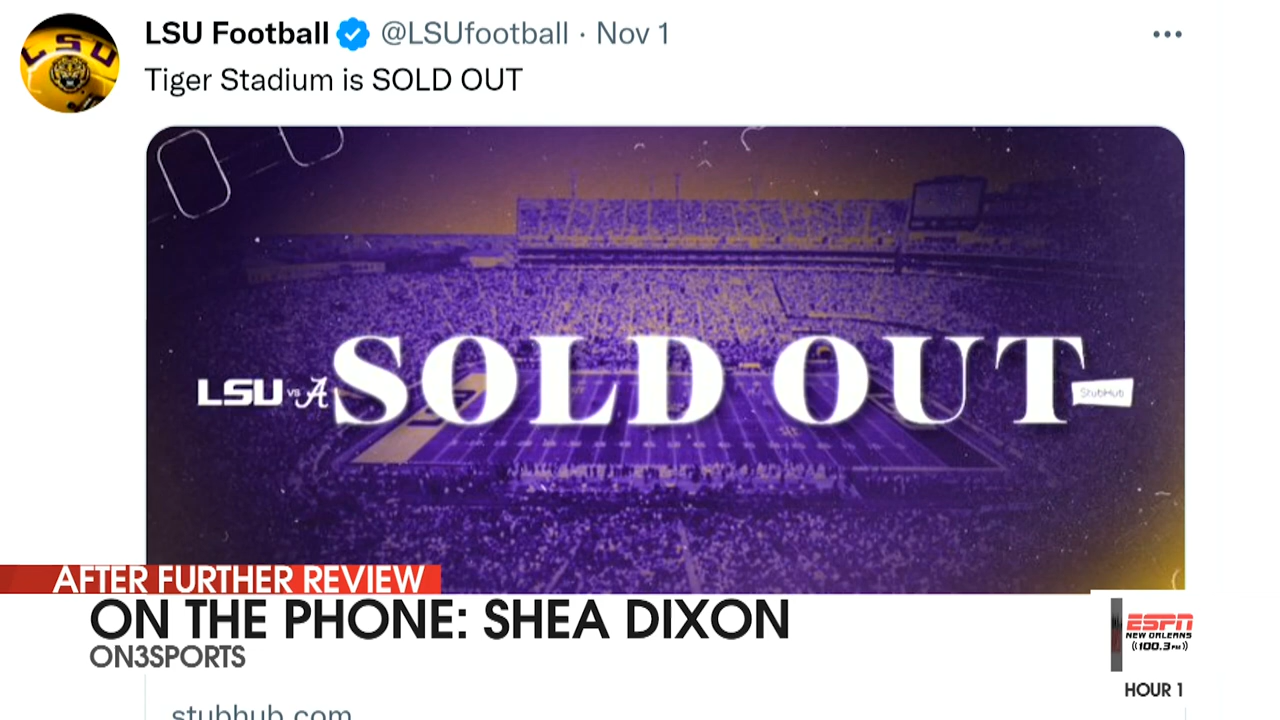 LSU Football @LSUfootball · Nov 1
Tiger Stadium is SOLD OUT
LSU VS A SOLD OUT StubHub
AFTER FURTHER REVIEW
ON THE PHONE: SHEA DIXON
ON3SPORTS
ESPN
NEW ORLEANS
((100.3 FM))
HOUR 1
stubhub.com